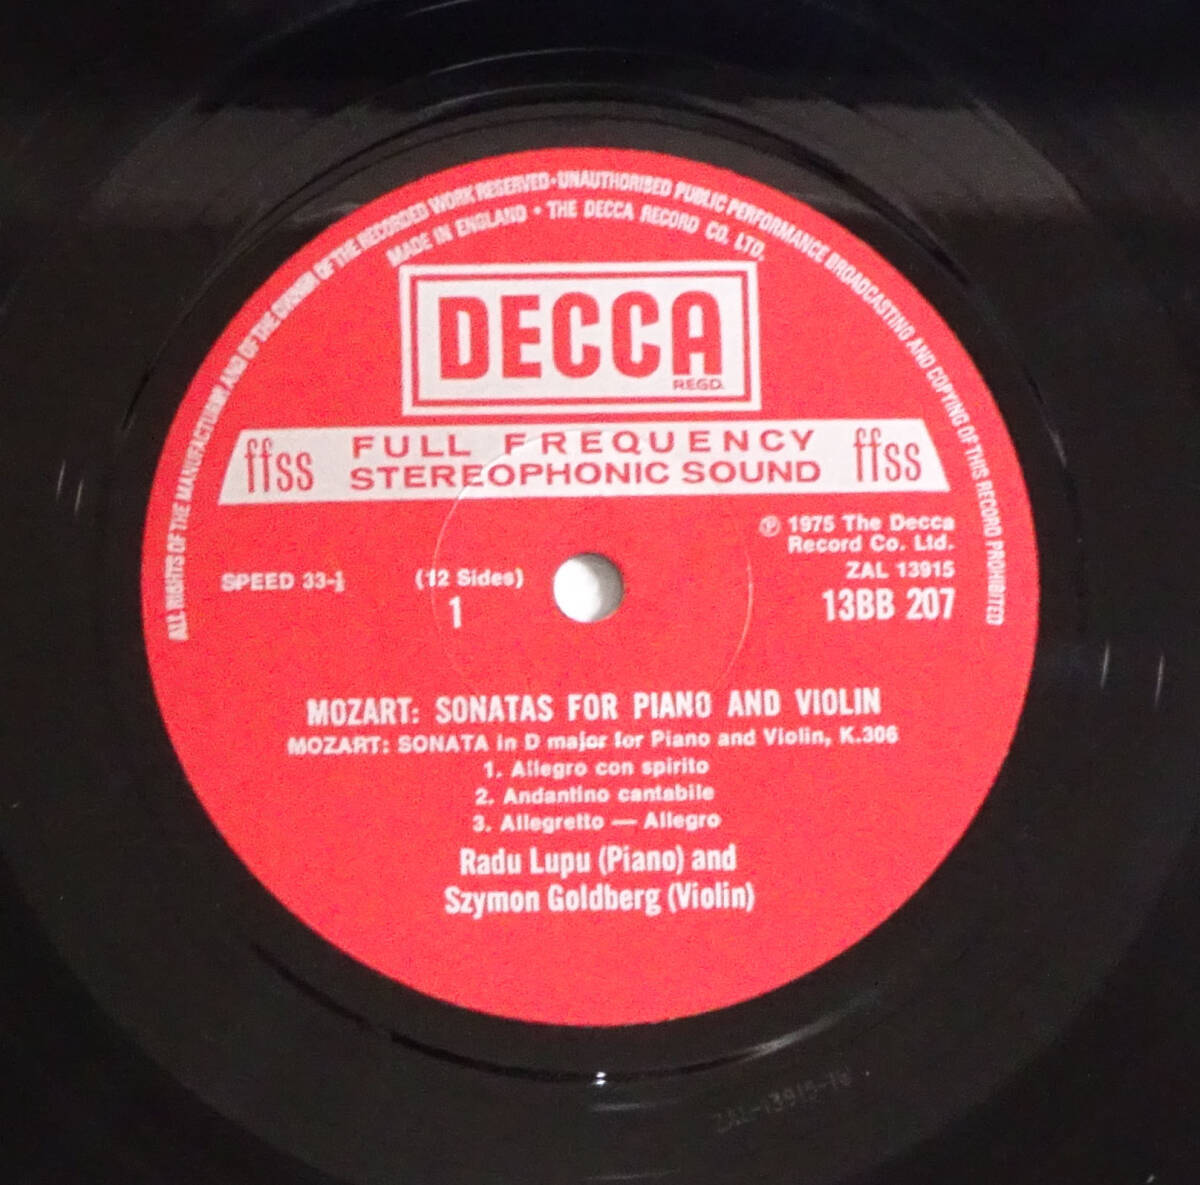 ALL RIGHTS OF THE MANUFACTURER AND OF THE OWNER OF THE RECORDED WORK RESERVED · UNAUTHORISED PUBLIC PERFORMANCE BROADCASTING AND COPYING OF THIS RECORD PROHIBITED
MADE IN ENGLAND · THE DECCA RECORD CO. LTD.
DECCA
REGD.
ffss FULL FREQUENCY ffss
STEREOPHONIC SOUND
℗ 1975 The Decca
Record Co. Ltd.
ZAL 13915
SPEED 33-⅓ (12 Sides)
1 13BB 207
MOZART: SONATAS FOR PIANO AND VIOLIN
MOZART: SONATA in D major for Piano and Violin, K.306
1. Allegro con spirito
2. Andantino cantabile
3. Allegretto — Allegro
Radu Lupu (Piano) and
Szymon Goldberg (Violin)
ZAL-13915-1W